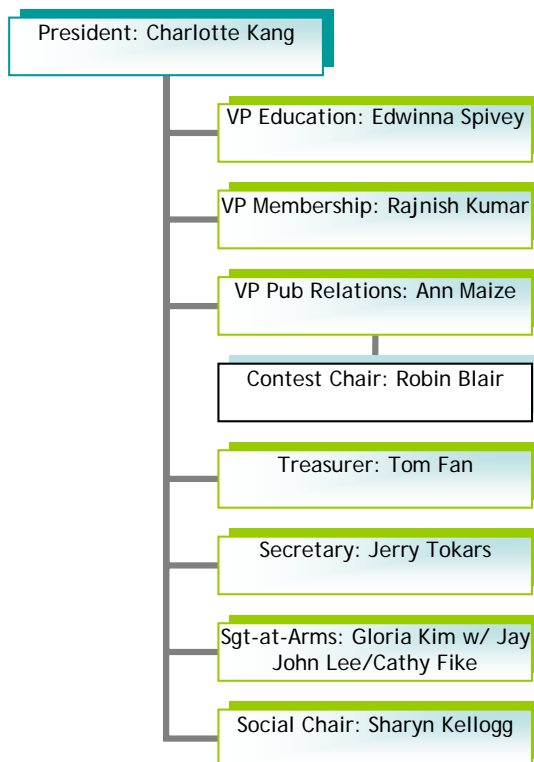 President: Charlotte Kang
VP Education: Edwinna Spivey
VP Membership: Rajnish Kumar
VP Pub Relations: Ann Maize
Contest Chair: Robin Blair
Treasurer: Tom Fan
Secretary: Jerry Tokars
Sgt-at-Arms: Gloria Kim w/ Jay
John Lee/Cathy Fike
Social Chair: Sharyn Kellogg